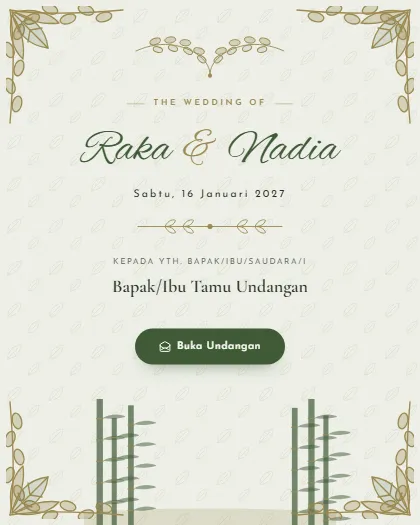 THE WEDDING OF
Raka & Nadia
Sabtu, 16 Januari 2027
KEPADA YTH. BAPAK/IBU/SAUDARA/I
Bapak/Ibu Tamu Undangan
Buka Undangan